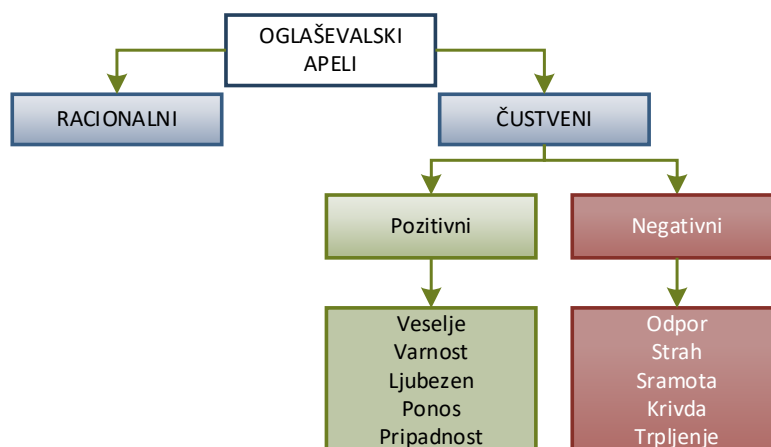 OGLAŠEVALSKI
APELI
RACIONALNI
ČUSTVENI
Pozitivni
Negativni
Veselje
Varnost
Ljubezen
Ponos
Pripadnost
Odpor
Strah
Sramota
Krivda
Trpljenje